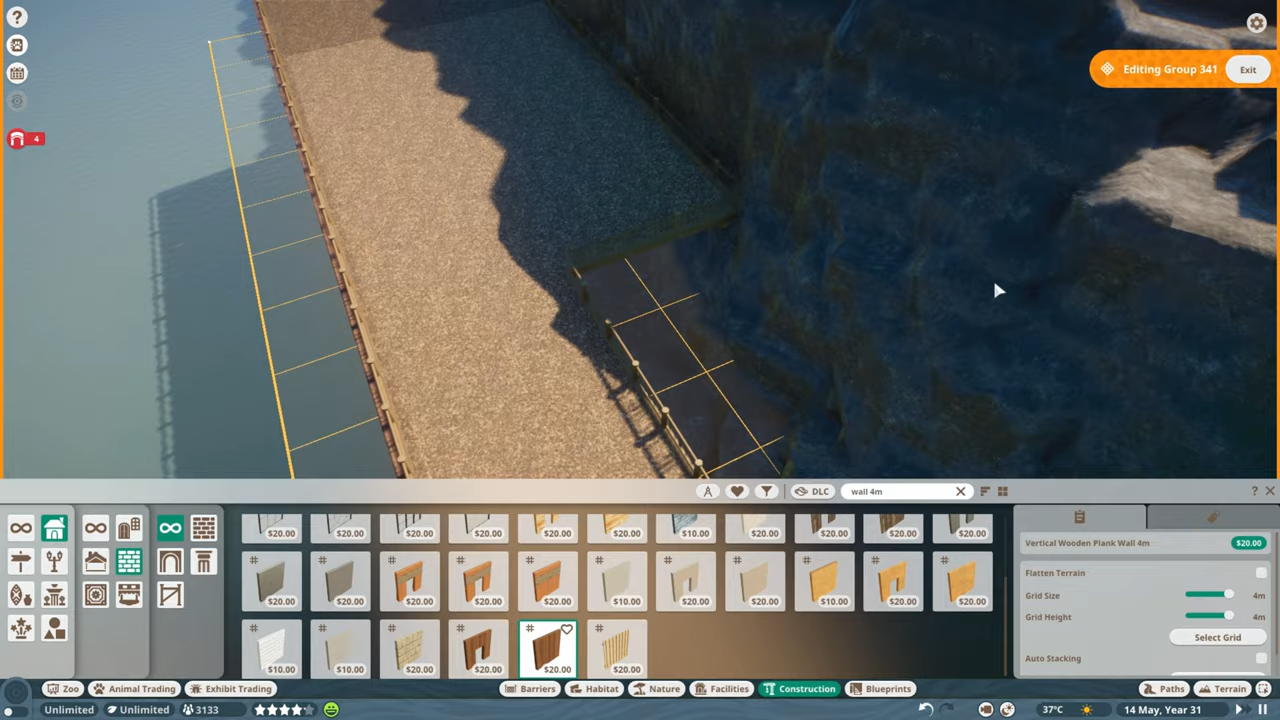 ?
Editing Group 341 Exit
4
DLC wall 4m ? X
$20.00 $20.00 $20.00 $20.00 $20.00 $20.00 $10.00 $20.00 $20.00 $20.00 $20.00
# # # # # # # # # # #
$20.00 $20.00 $20.00 $20.00 $20.00 $10.00 $20.00 $20.00 $10.00 $20.00 $20.00
# # # # # #
$10.00 $10.00 $20.00 $20.00 $20.00 $20.00
Vertical Wooden Plank Wall 4m $20.00
Flatten Terrain
Grid Size 4m
Grid Height 4m
Select Grid
Auto Stacking
Zoo Animal Trading Exhibit Trading Barriers Habitat Nature Facilities Construction Blueprints Paths Terrain
Unlimited Unlimited 3133 37°C 14 May, Year 31